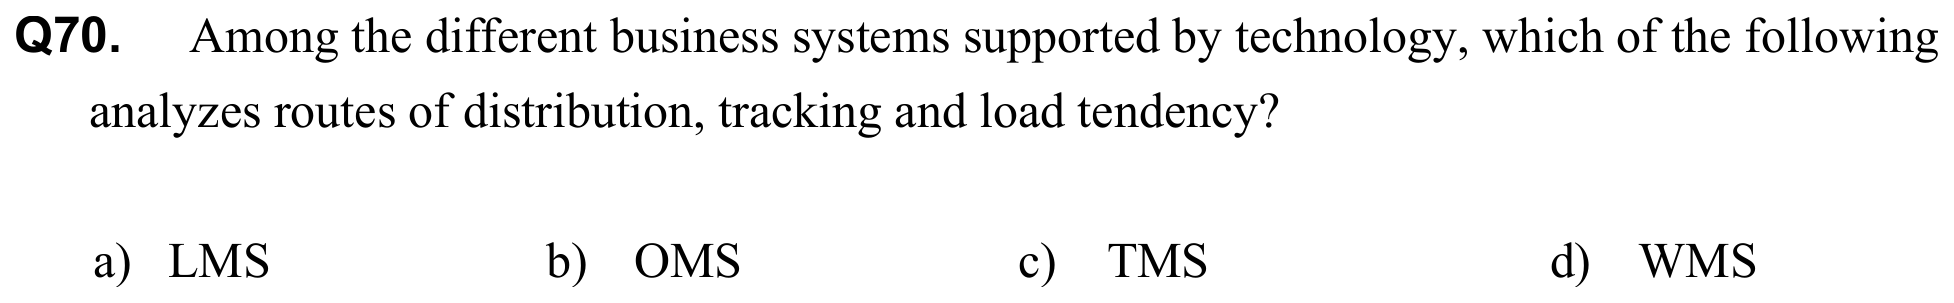 Q70. Among the different business systems supported by technology, which of the following
analyzes routes of distribution, tracking and load tendency?
a) LMS b) OMS c) TMS d) WMS